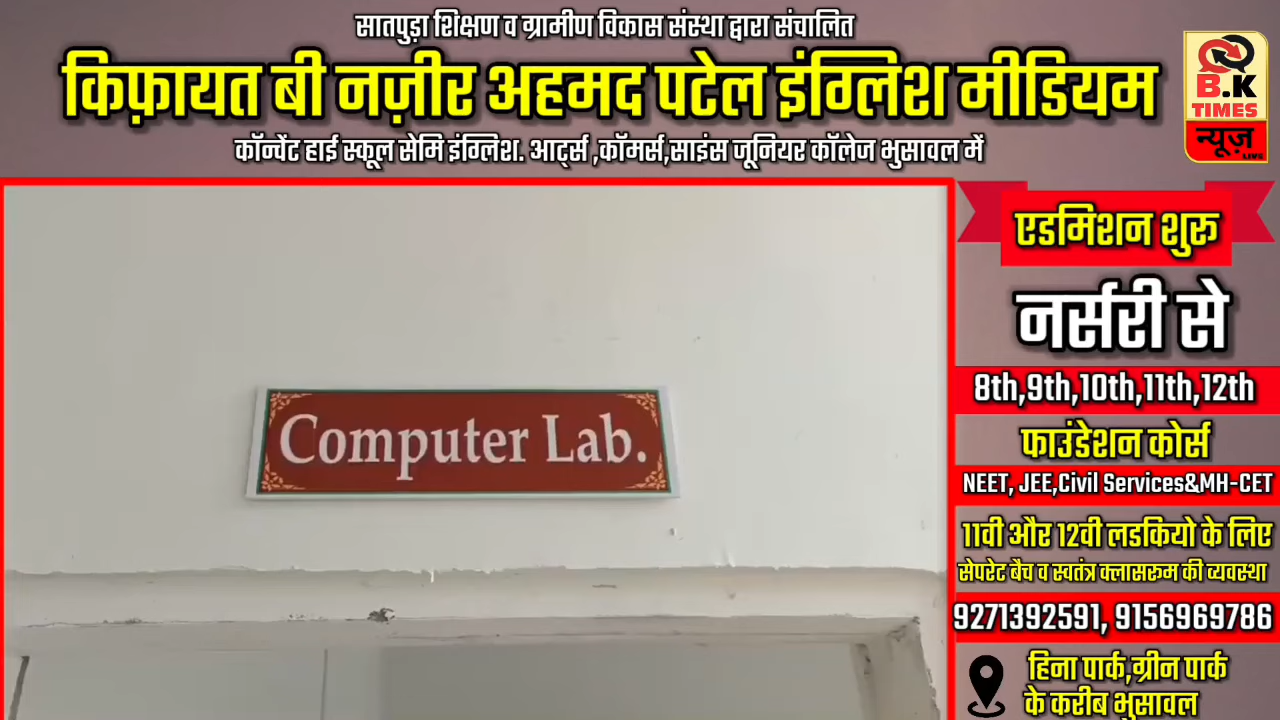 सातपुड़ा शिक्षण व ग्रामीण विकास संस्था द्वारा संचालित
किफ़ायत बी नज़ीर अहमद पटेल इंग्लिश मीडियम
कॉन्वेंट हाई स्कूल सेमि इंग्लिश. आर्ट्स ,कॉमर्स,साइंस जूनियर कॉलेज भुसावल में
B.K
TIMES
न्यूज़
LIVE
Computer Lab.
एडमिशन शुरू
नर्सरी से
8th,9th,10th,11th,12th
फाउंडेशन कोर्स
NEET, JEE,Civil Services&MH-CET
11वी और 12वी लडकियो के लिए
सेपरेट बैच व स्वतंत्र क्लासरूम की व्यवस्था
9271392591, 9156969786
हिना पार्क,ग्रीन पार्क
के करीब भुसावल